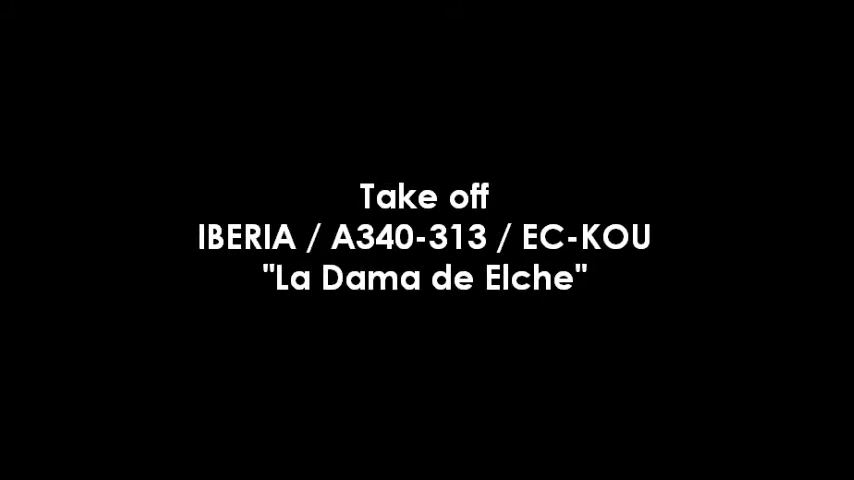 Take off
IBERIA / A340-313 / EC-KOU
"La Dama de Elche"